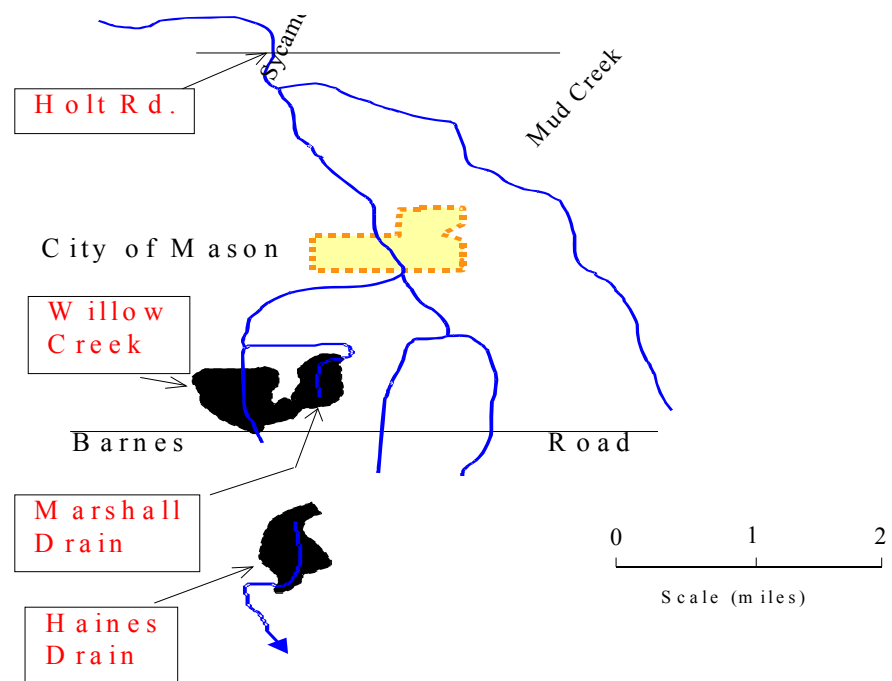 Sycamo
Holt Rd.
Mud Creek
City of Mason
Willow
Creek
Barnes Road
Marshall
Drain
0 1 2
Scale (miles)
Haines
Drain